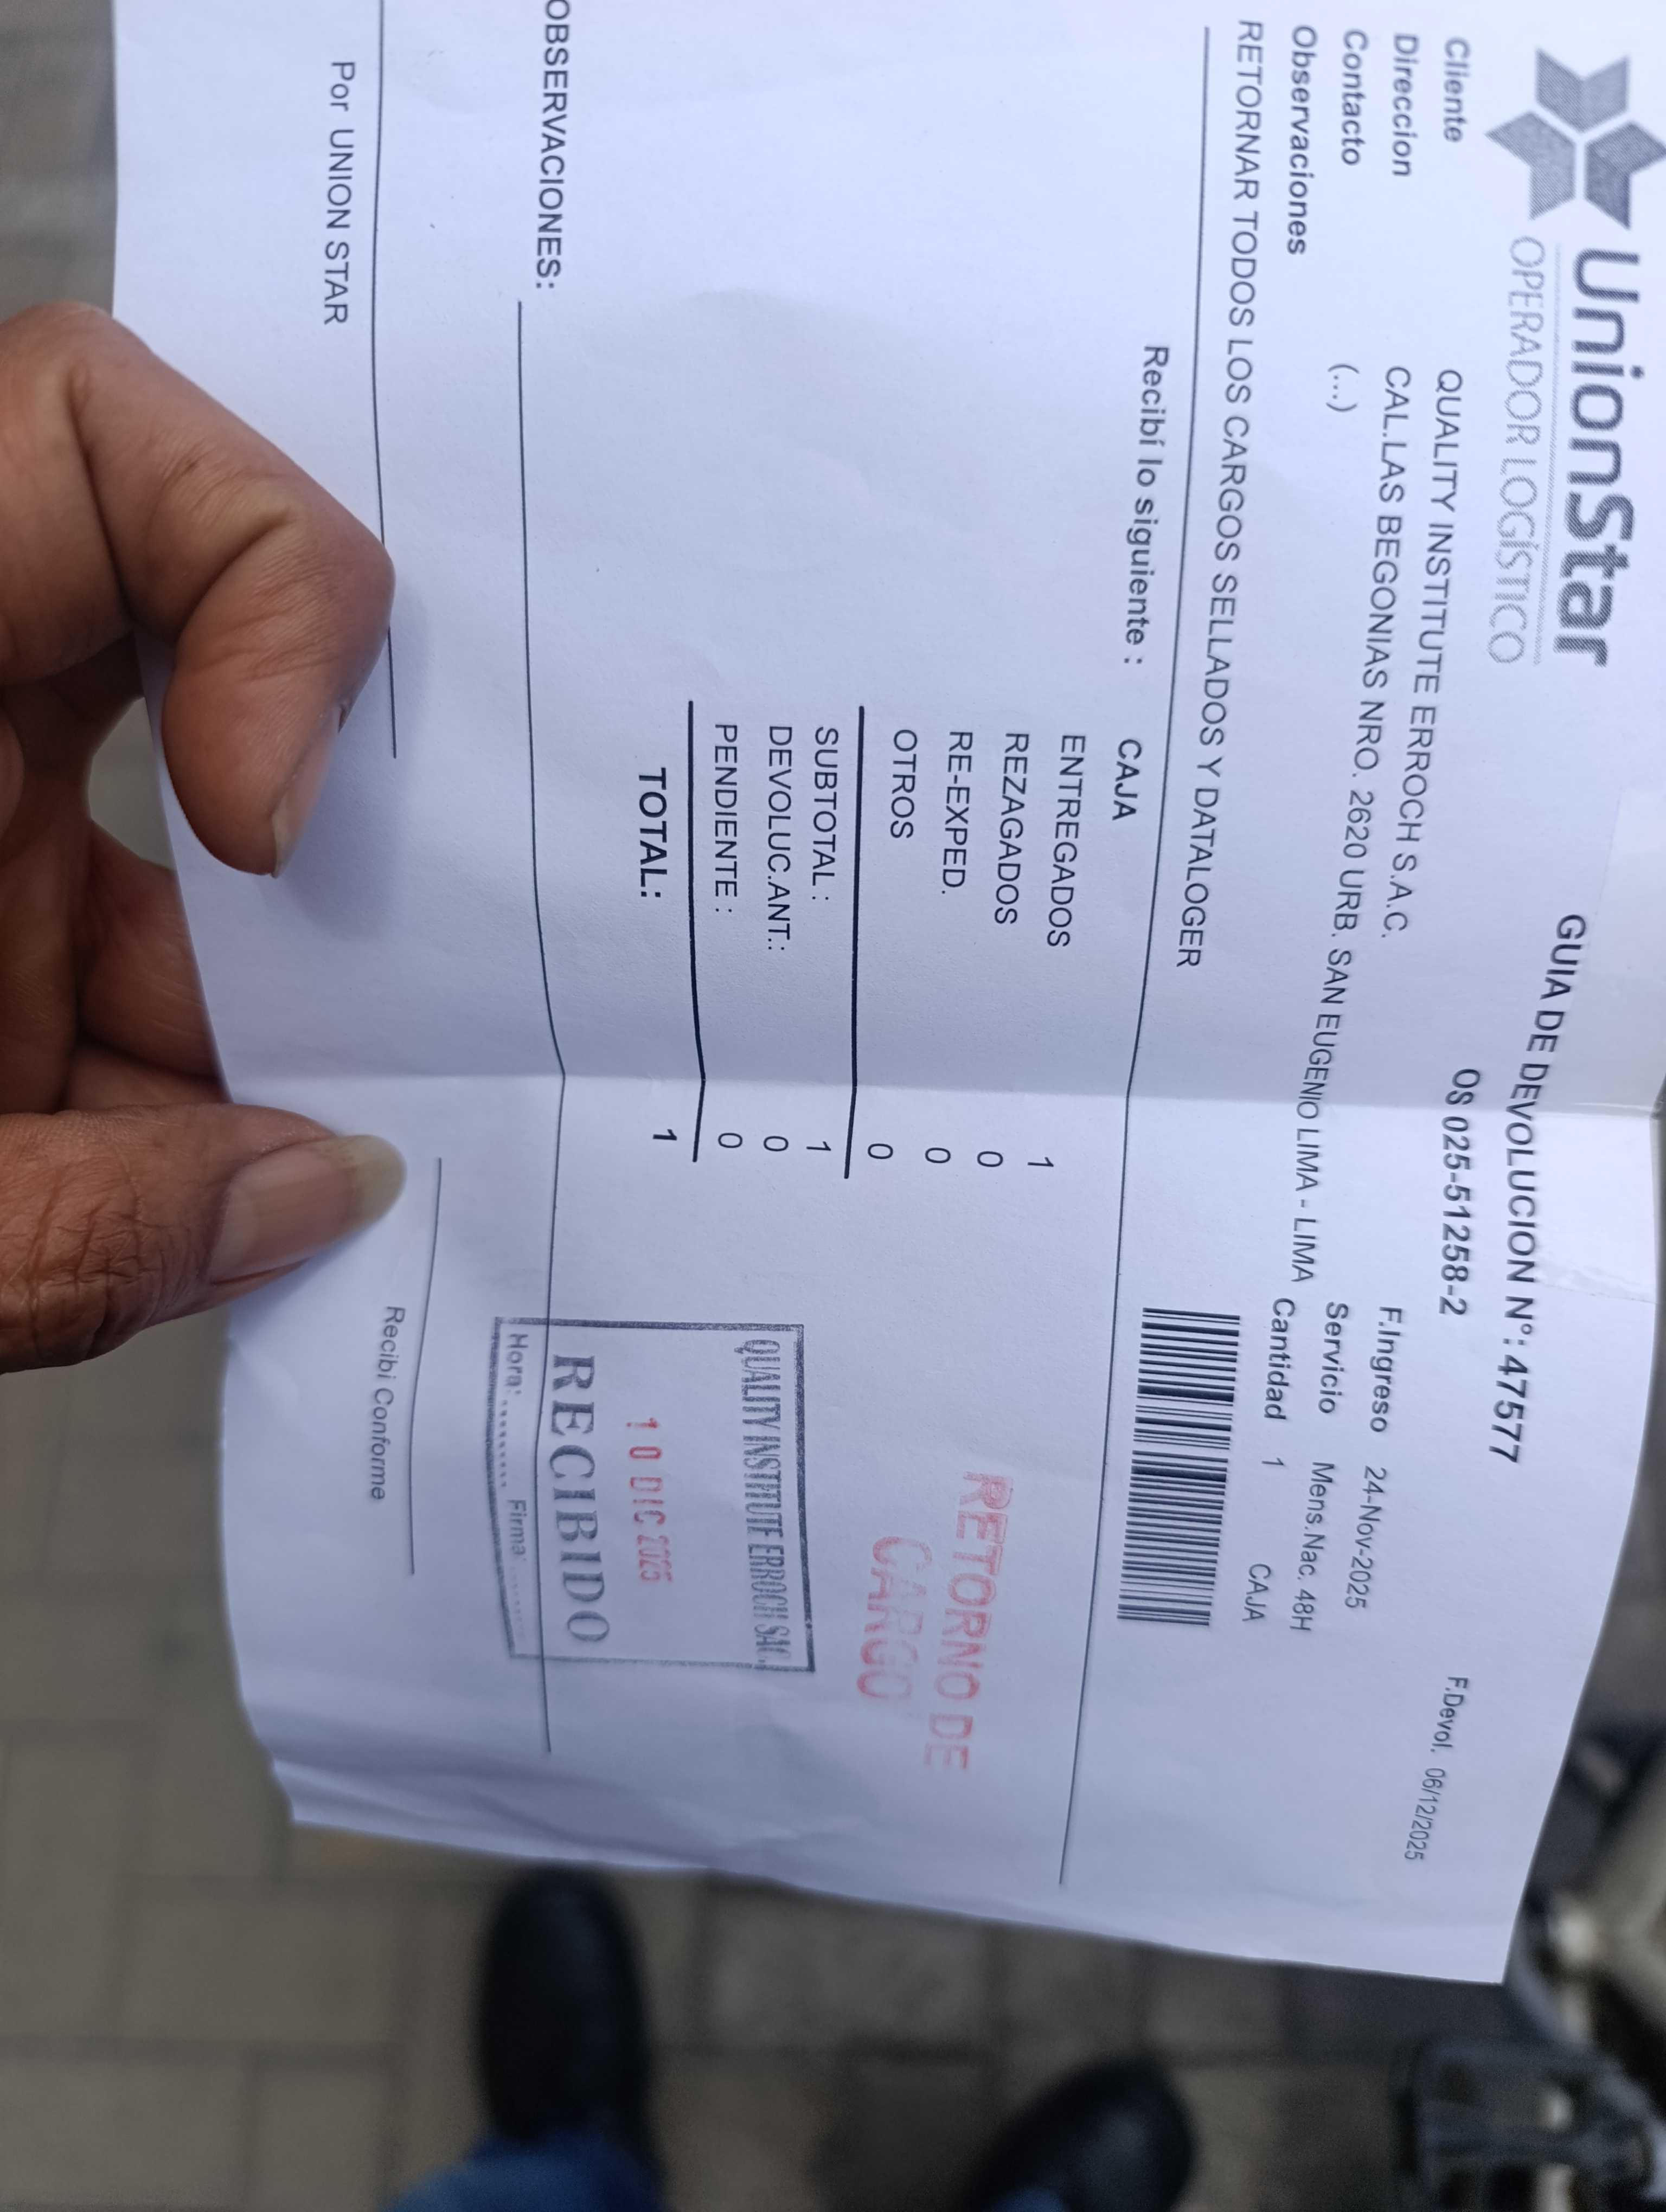 UnionStar
OPERADOR LOGÍSTICO
GUIA DE DEVOLUCION N°: 47577
OS 025-51258-2
F.Devol. 06/12/2025
Cliente QUALITY INSTITUTE ERROCH S.A.C.
F.Ingreso 24-Nov-2025
Direccion CAL.LAS BEGONIAS NRO. 2620 URB. SAN EUGENIO LIMA - LIMA
Servicio Mens.Nac. 48H
Contacto (...)
Cantidad 1 CAJA
Observaciones
RETORNAR TODOS LOS CARGOS SELLADOS Y DATALOGER
Recibí lo siguiente : CAJA
ENTREGADOS 1
REZAGADOS 0
RE-EXPED. 0
OTROS 0
SUBTOTAL : 1
DEVOLUC.ANT.: 0
PENDIENTE : 0
TOTAL: 1
RETORNO DE
CARGO
QUALITY INSTITUTE ERROCH SAC.
10 DIC 2025
RECIBIDO
Hora: ........ Firma: ........
OBSERVACIONES:
Por UNION STAR
Recibi Conforme